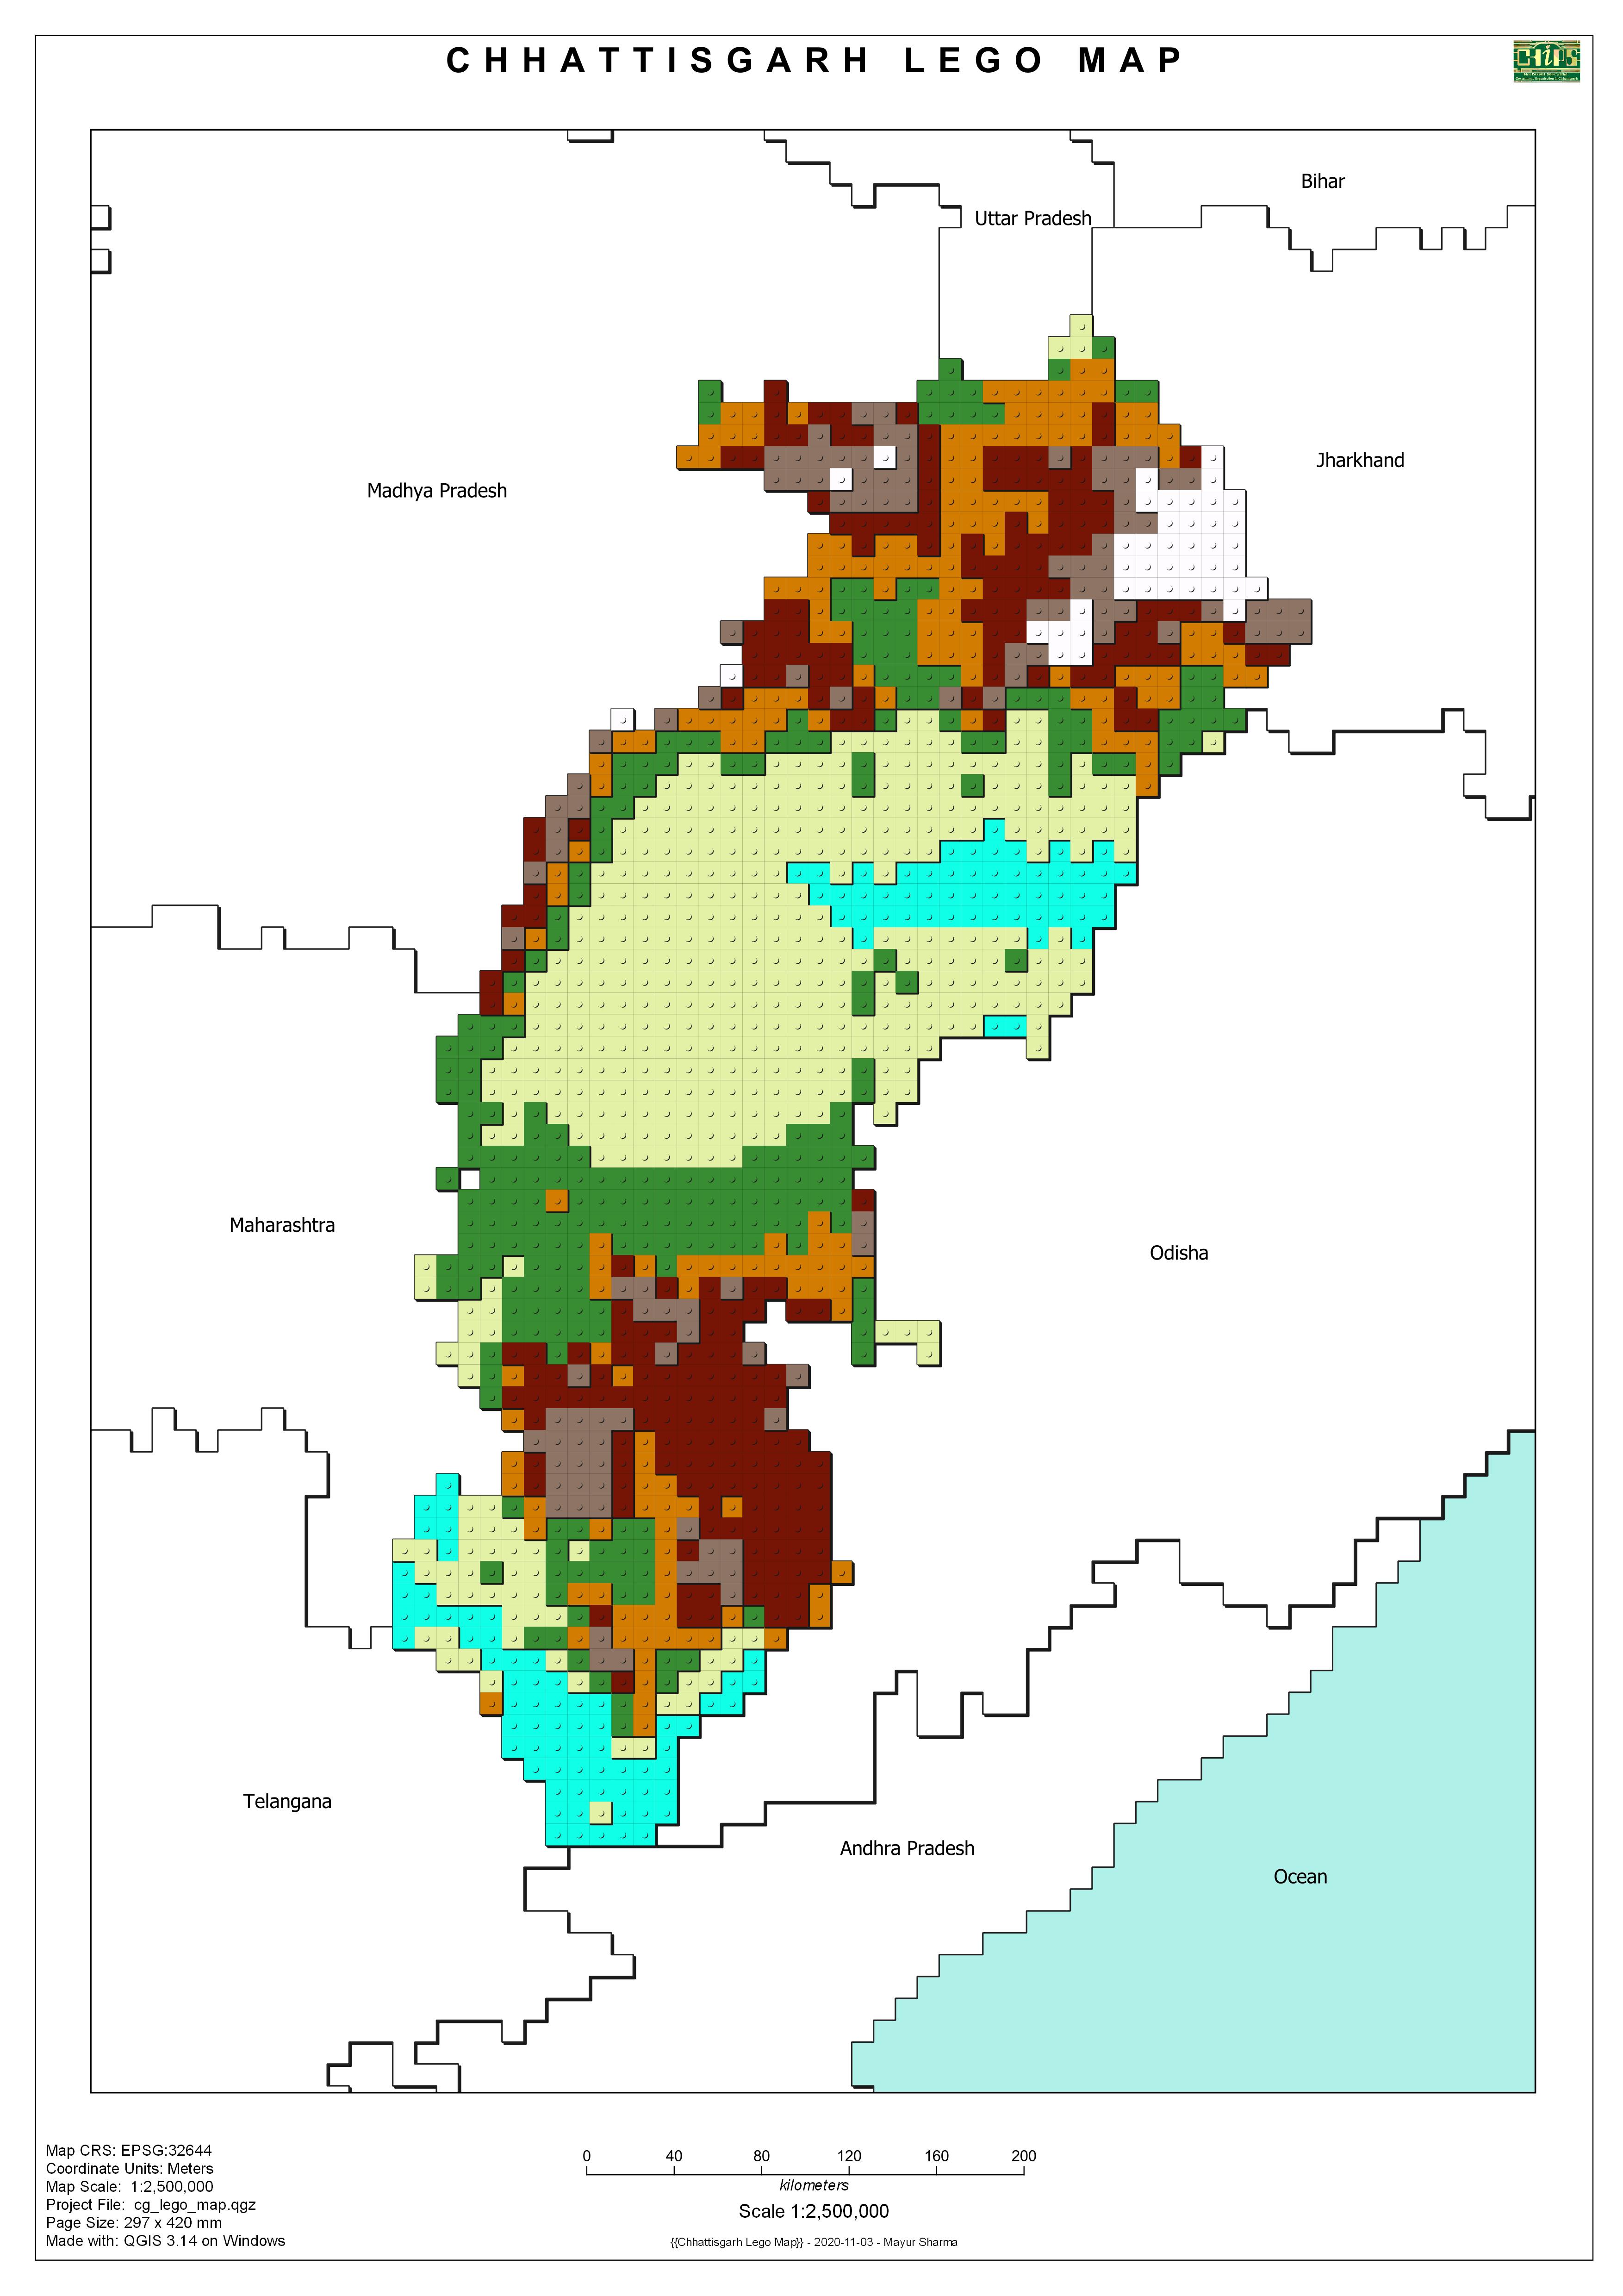 CHHATTISGARH LEGO MAP
CHiPS
Bihar
Uttar Pradesh
Jharkhand
Madhya Pradesh
Maharashtra
Odisha
Telangana
Andhra Pradesh
Ocean
Map CRS: EPSG:32644
Coordinate Units: Meters
Map Scale: 1:2,500,000
Project File: cg_lego_map.qgz
Page Size: 297 x 420 mm
Made with: QGIS 3.14 on Windows
0 40 80 120 160 200
kilometers
Scale 1:2,500,000
{{Chhattisgarh Lego Map}} - 2020-11-03 - Mayur Sharma